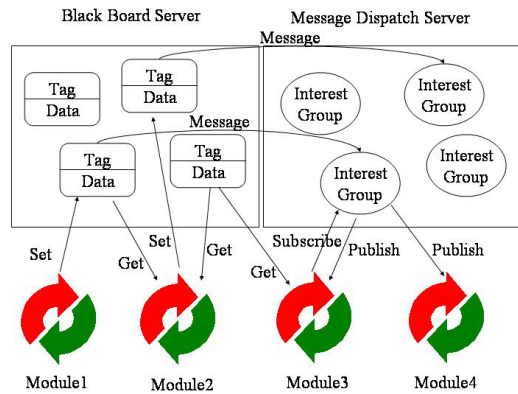 Black Board Server
Message Dispatch Server
Message
Tag
Data
Tag
Data
Interest
Group
Interest
Group
Message
Tag
Data
Tag
Data
Interest
Group
Interest
Group
Set
Get
Set
Get
Get
Subscribe
Publish
Publish
Module1
Module2
Module3
Module4